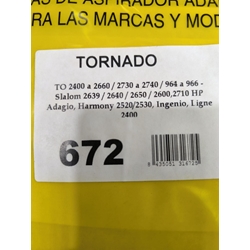 AS DE ASPIRADOR ADA
RA LAS MARCAS Y MOD
TORNADO
TO 2400 a 2660 / 2730 a 2740 / 964 a 966 -
Slalom 2639 / 2640 / 2650 / 2600,2710 HP
Adagio, Harmony 2520/2530, Ingenio, Ligne
2400
672